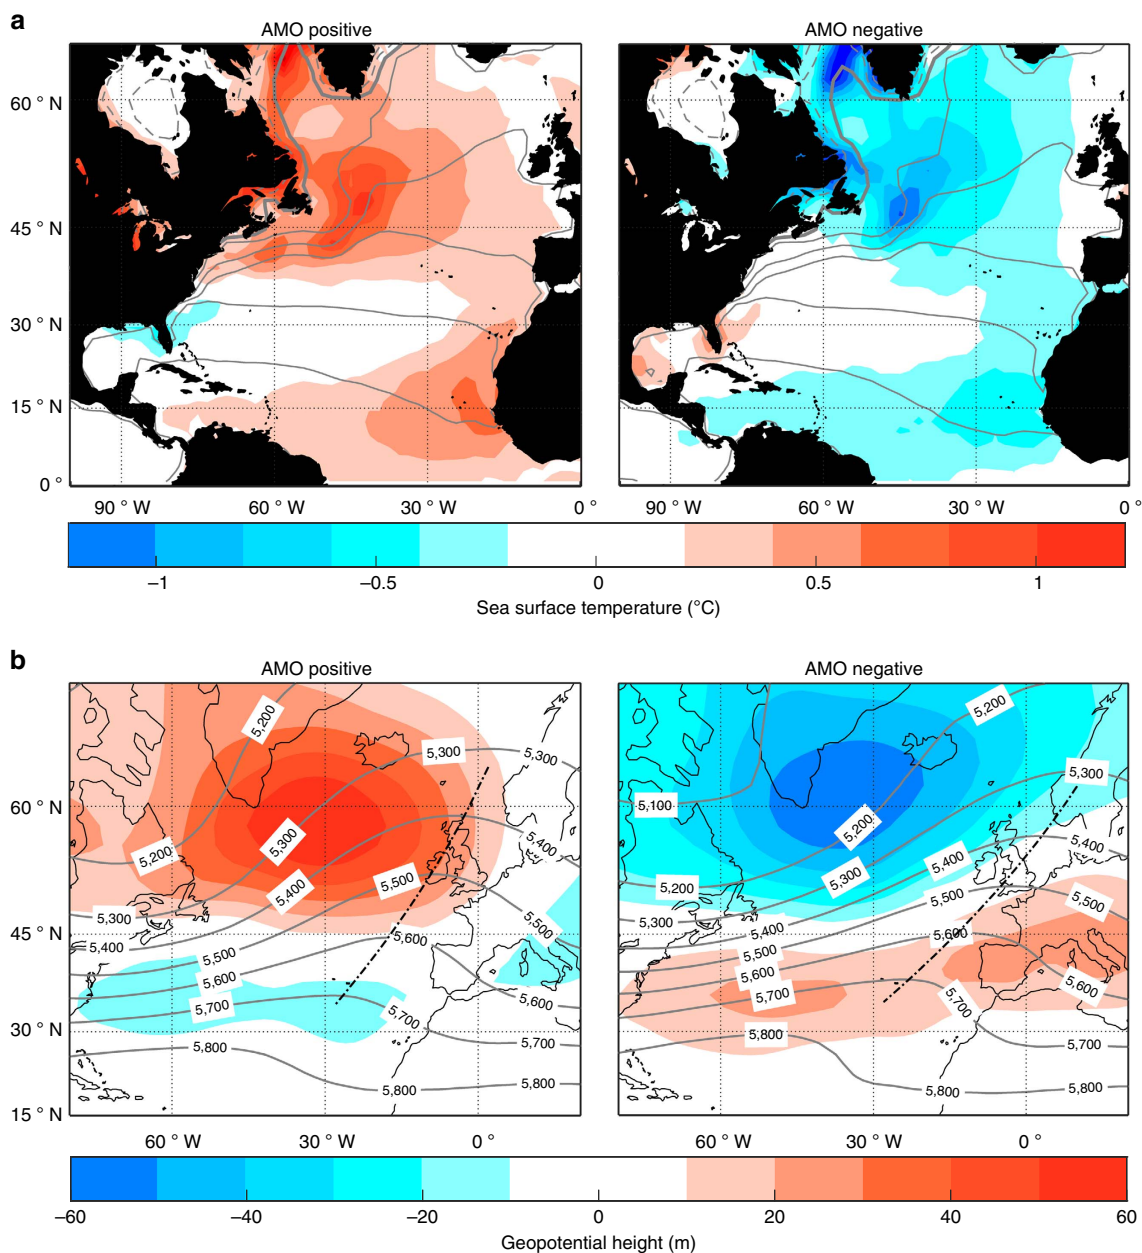 a
AMO positive
AMO negative
60 ° N
45 ° N
30 ° N
15 ° N
0 °
90 ° W
60 ° W
30 ° W
0 °
90 ° W
60 ° W
30 ° W
0 °
–1
–0.5
0
0.5
1
Sea surface temperature (°C)
b
AMO positive
AMO negative
5,200
5,300
5,300
5,200
5,300
5,400
5,400
5,500
5,300
5,400
5,500
5,600
5,700
5,800
5,600
5,500
5,600
5,700
5,700
5,800
5,800
5,200
5,300
5,100
5,200
5,400
5,400
5,300
5,200
5,500
5,500
5,300
5,400
5,500
5,600
5,700
5,800
5,600
5,600
5,700
5,700
5,800
5,800
60 ° N
45 ° N
30 ° N
15 ° N
60 ° W
30 ° W
0 °
60 ° W
30 ° W
0 °
–60
–40
–20
0
20
40
60
Geopotential height (m)